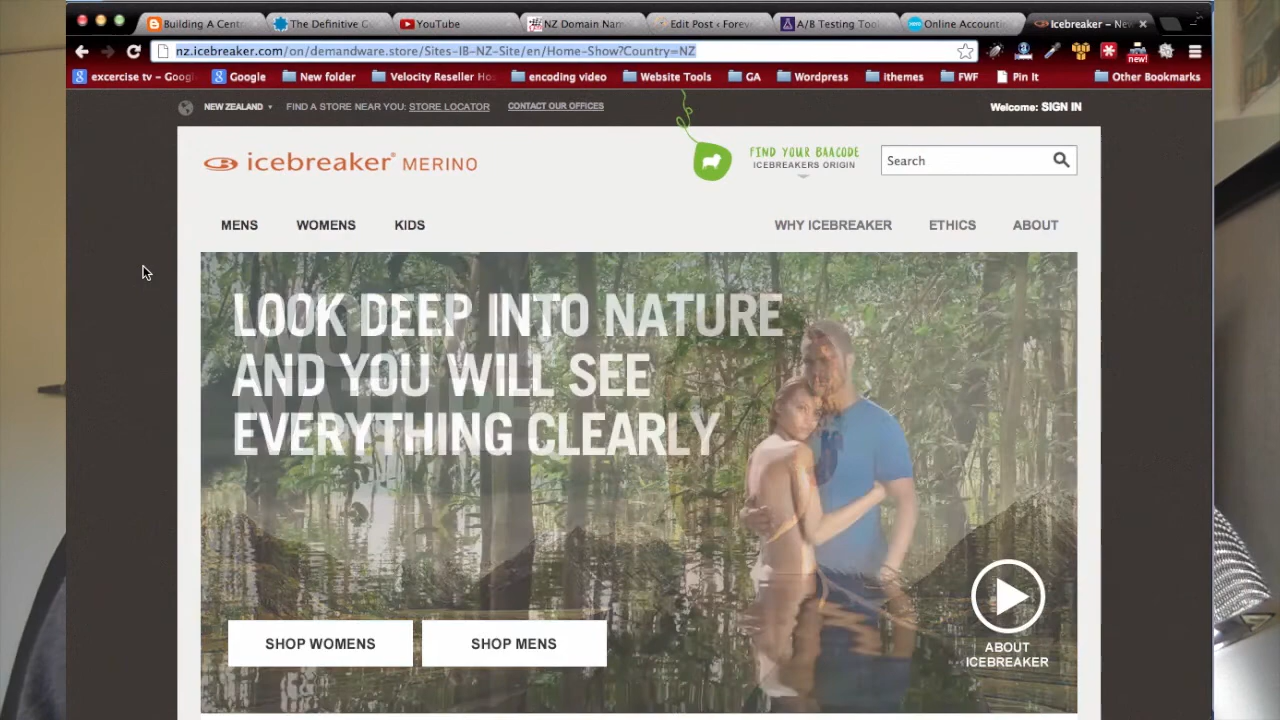 Building A Cent
The Definitive G
YouTube
NZ Domain Nam
Edit Post ‹ Forev
A/B Testing Tool
Online Accountin
Icebreaker – Ne
nz.icebreaker.com/on/demandware.store/Sites-IB-NZ-Site/en/Home-Show?Country=NZ
new!
excercise tv – Goog
Google
New folder
Velocity Reseller Ho
encoding video
Website Tools
GA
Wordpress
ithemes
FWF
Pin It
Other Bookmarks
NEW ZEALAND
FIND A STORE NEAR YOU: STORE LOCATOR
CONTACT OUR OFFICES
Welcome: SIGN IN
icebreaker® MERINO
FIND YOUR BAACODE
ICEBREAKERS ORIGIN
Search
MENS
WOMENS
KIDS
WHY ICEBREAKER
ETHICS
ABOUT
LOOK DEEP INTO NATURE
AND YOU WILL SEE
EVERYTHING CLEARLY
SHOP WOMENS
SHOP MENS
ABOUT
ICEBREAKER